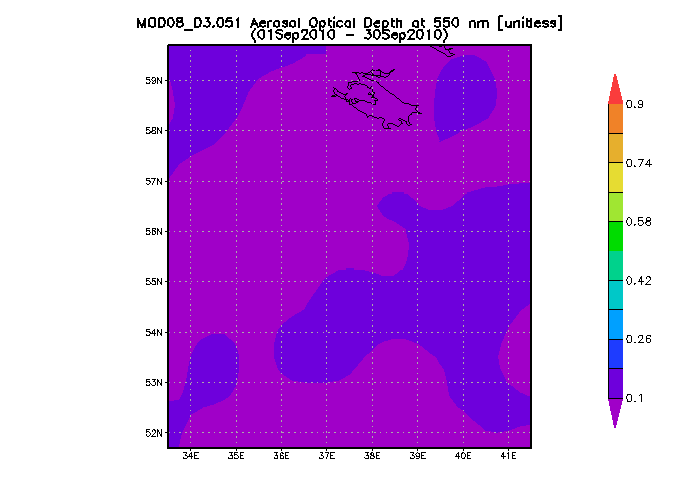 MOD08_D3.051 Aerosol Optical Depth at 550 nm [unitless]
(01Sep2010 - 30Sep2010)
59N
58N
57N
56N
55N
54N
53N
52N
34E 35E 36E 37E 38E 39E 40E 41E
0.9
0.74
0.58
0.42
0.26
0.1